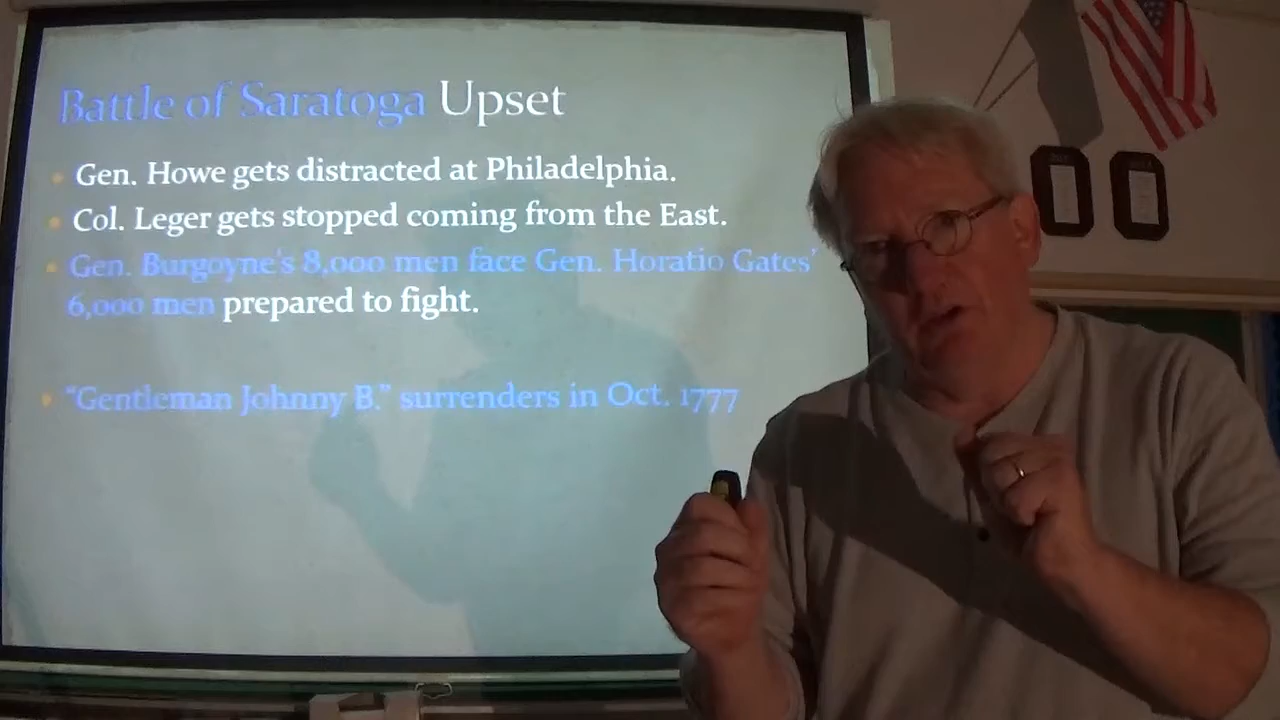 Battle of Saratoga Upset
Gen. Howe gets distracted at Philadelphia.
Col. Leger gets stopped coming from the East.
Gen. Burgoyne's 8,000 men face Gen. Horatio Gates'
6,000 men prepared to fight.
"Gentleman Johnny B." surrenders in Oct. 1777